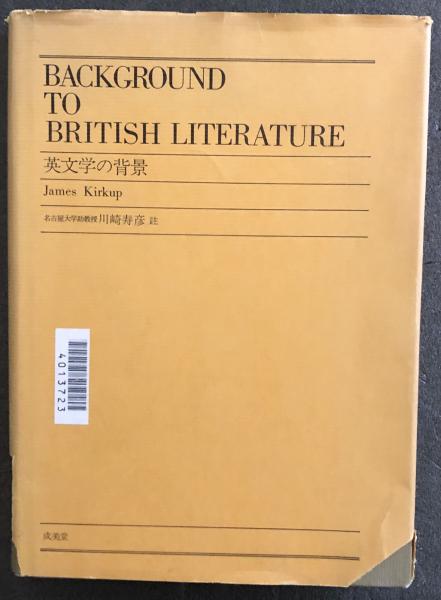 BACKGROUND
TO
BRITISH LITERATURE
英文学の背景
James Kirkup
名古屋大学助教授 川崎寿彦 註
4013723
成美堂